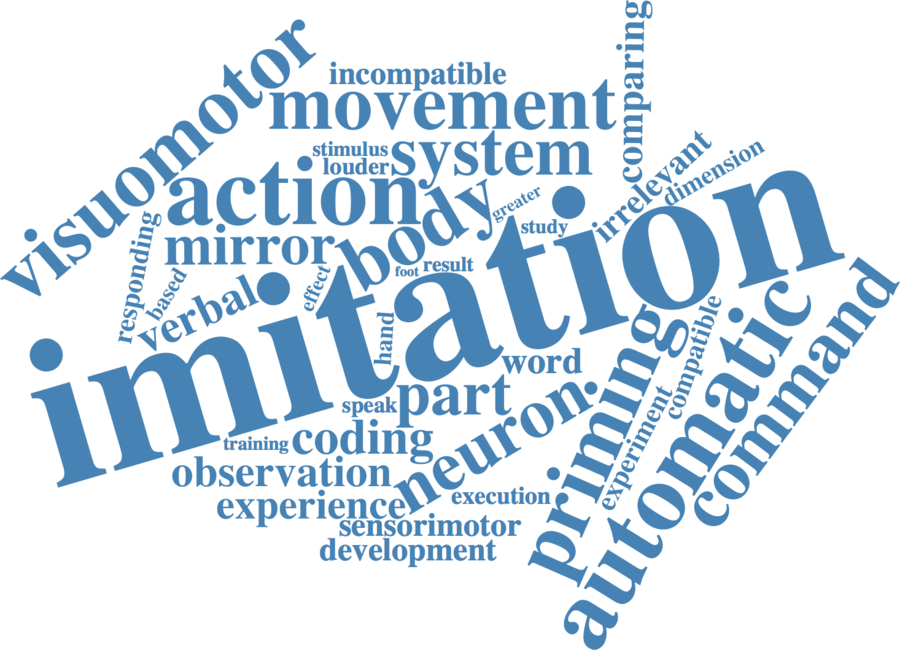 comparing
visuomotor
incompatible
movement
stimulus
system
louder
irrelevant
dimension
action
body
greater
study
mirror
responding
based
verbal
effect
foot
result
imitation
hand
word
priming
compatible
automatic
command
speak
part
neuron
training
coding
experiment
observation
experience
execution
sensorimotor
development